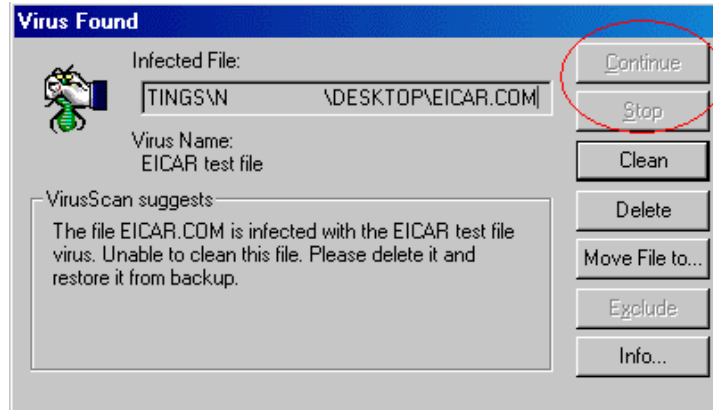 Virus Found
Infected File:
TINGS\N \DESKTOP\EICAR.COM
Virus Name:
EICAR test file
VirusScan suggests
The file EICAR.COM is infected with the EICAR test file
virus. Unable to clean this file. Please delete it and
restore it from backup.
Continue
Stop
Clean
Delete
Move File to...
Exclude
Info...